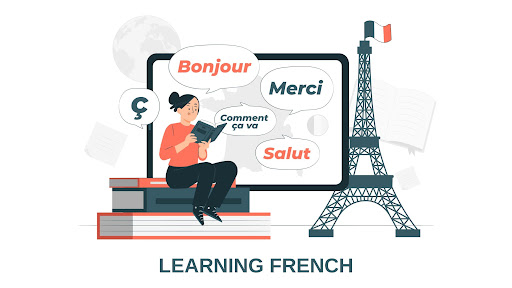 Bonjour
Merci
Ç
Comment
ça va
Salut
LEARNING FRENCH